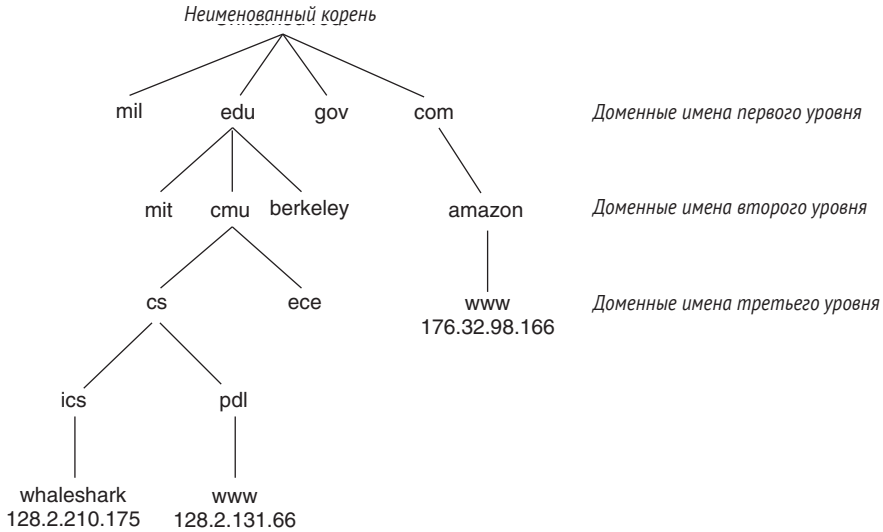 Неименованный корень
mil edu gov com
Доменные имена первого уровня
mit cmu berkeley amazon
Доменные имена второго уровня
cs ece www
176.32.98.166
Доменные имена третьего уровня
ics pdl
whaleshark www
128.2.210.175 128.2.131.66